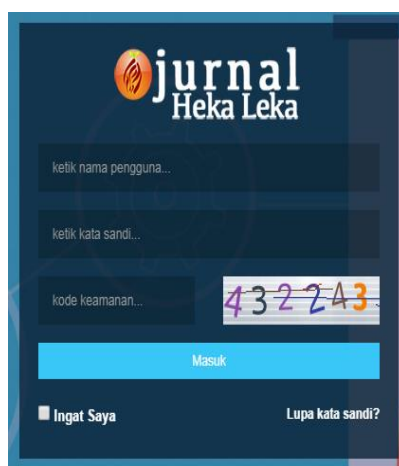 jurnal
Heka Leka
ketik nama pengguna...
ketik kata sandi...
kode keamanan...
432243
Masuk
Ingat Saya
Lupa kata sandi?